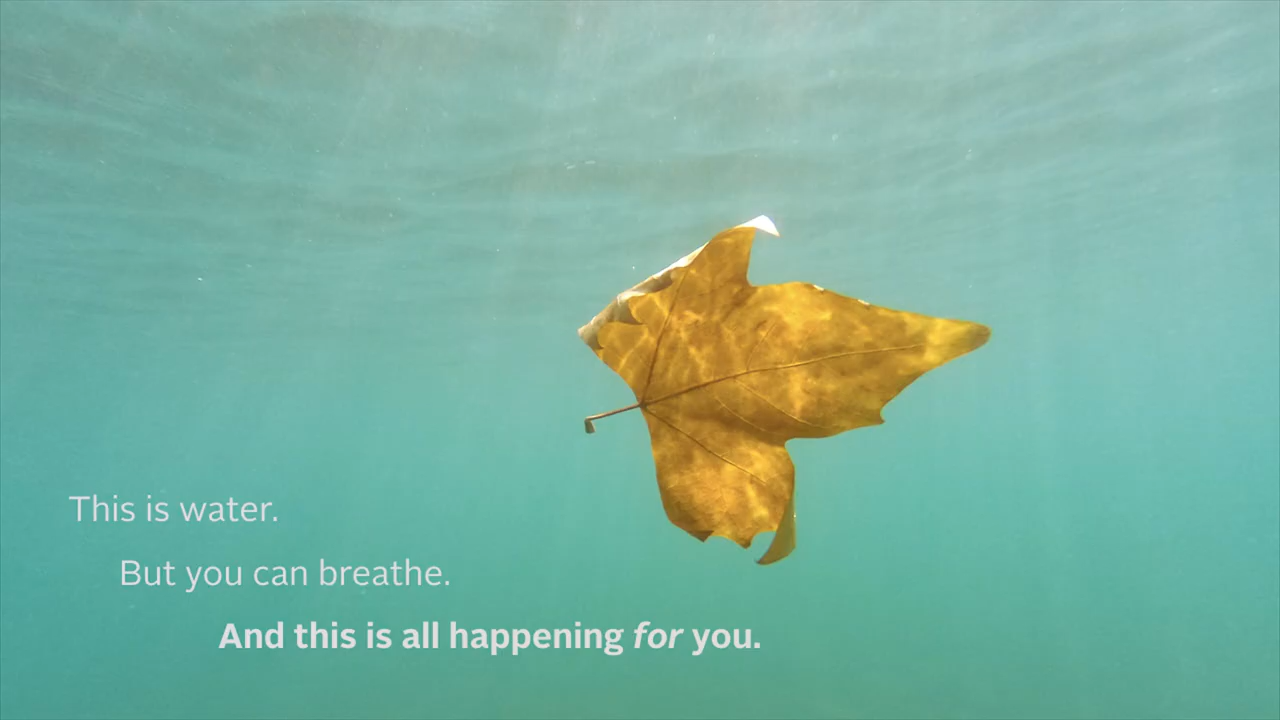 This is water.
But you can breathe.
And this is all happening for you.